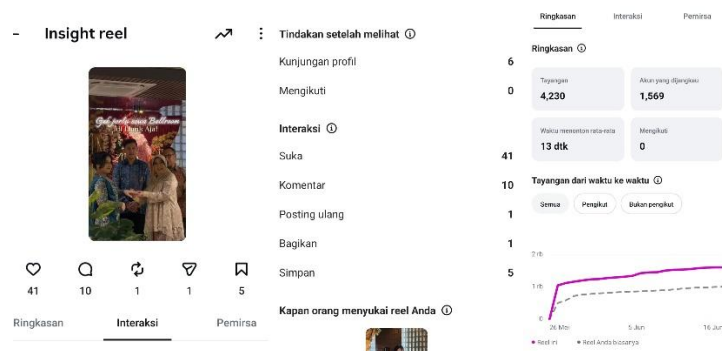 Insight reel
Gak perlu sewa Ballroom
di Dunia Aja!
41 10 1 1 5
Ringkasan Interaksi Pemirsa
Tindakan setelah melihat
Kunjungan profil 6
Mengikuti 0
Interaksi
Suka 41
Komentar 10
Posting ulang 1
Bagikan 1
Simpan 5
Kapan orang menyukai reel Anda
Ringkasan Interaksi Pemirsa
Ringkasan
Tayangan
4,230
Akun yang dijangkau
1,569
Waktu menonton rata-rata
13 dtk
Mengikuti
0
Tayangan dari waktu ke waktu
Semua Pengikut Bukan pengikut
2 rb
1 rb
0
26 Mei 5 Jun 16 Jun
Reel ini Reel Anda biasanya